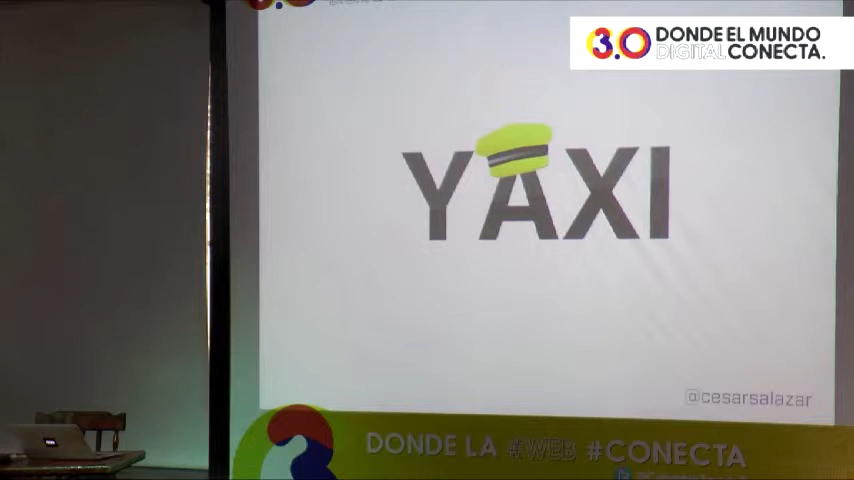 3.0 DONDE EL MUNDO
DIGITAL CONECTA.
YAXI
@cesarsalazar
DONDE LA #WEB #CONECTA